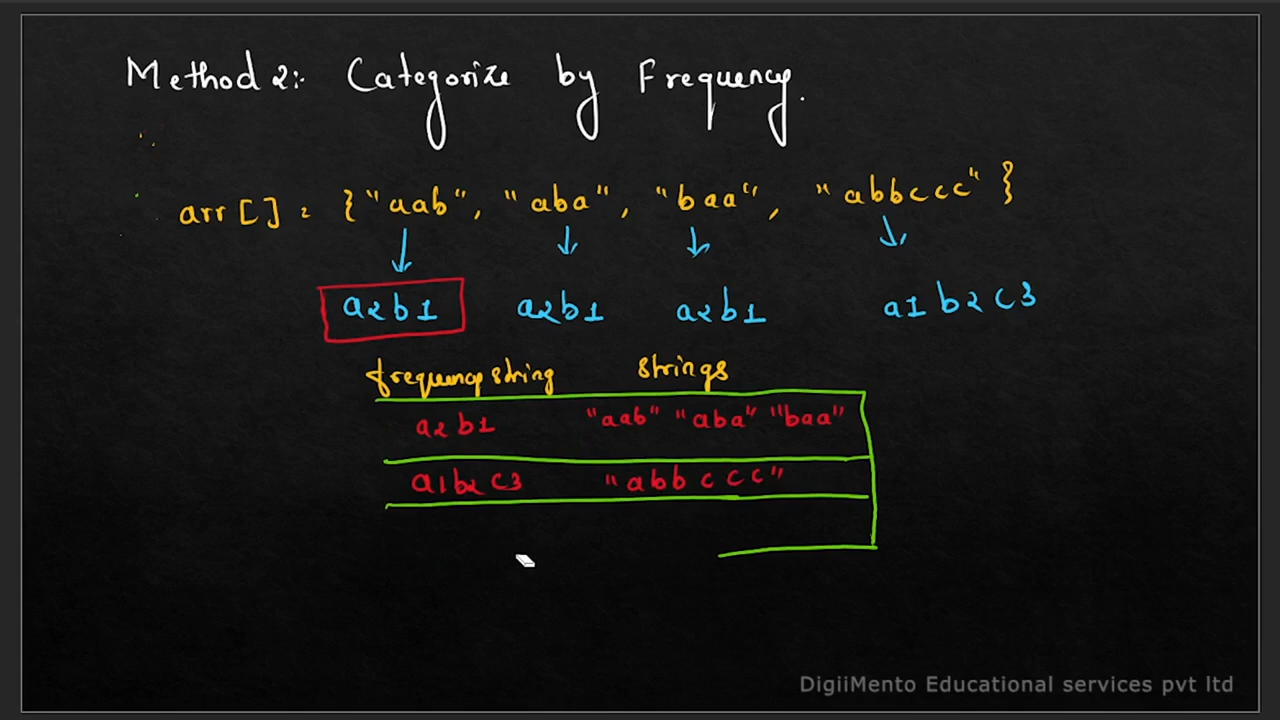 Method 2:- Categorize by Frequency.
arr[] = {"aab", "aba", "baa", "abbccc"}
a2b1 a2b1 a2b1 a1b2c3
frequency string strings
a2b1 "aab" "aba" "baa"
a1b2c3 "abbccc"
DigiiMento Educational services pvt ltd